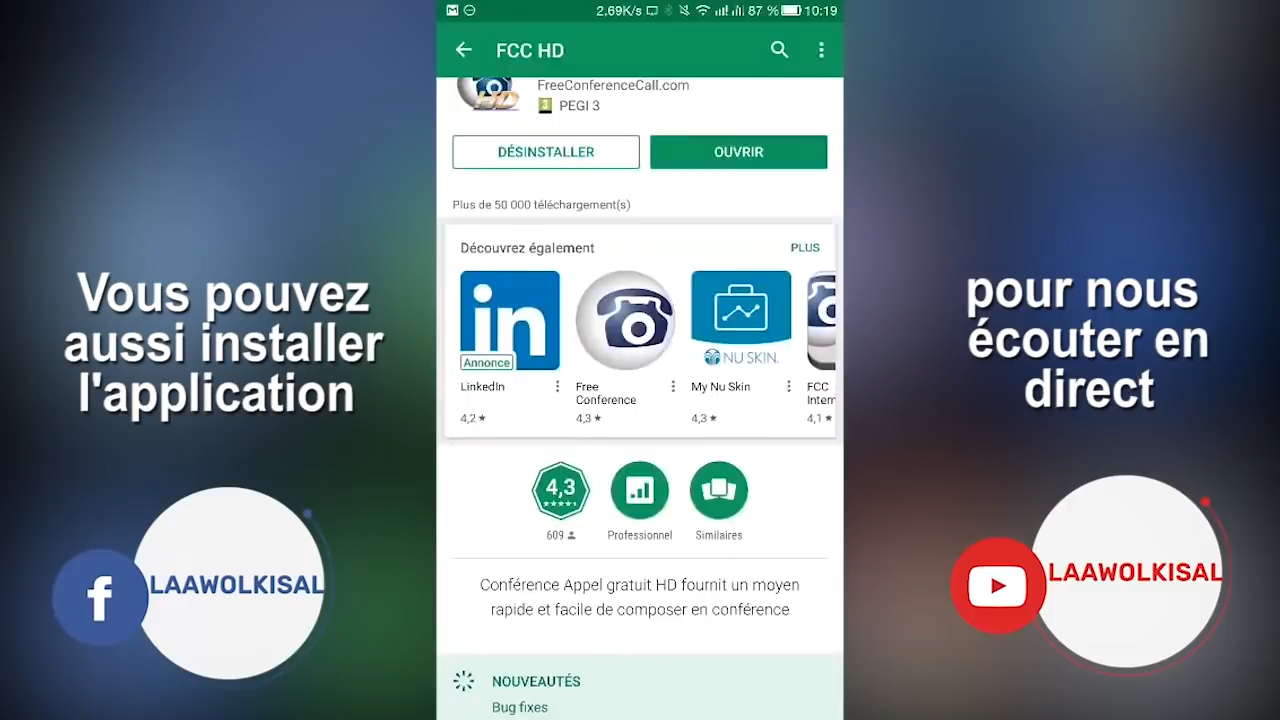 2,69K/s 87 % 10:19
FCC HD
FreeConferenceCall.com
3 PEGI 3
DÉSINSTALLER OUVRIR
Plus de 50 000 téléchargement(s)
Découvrez également PLUS
in
Annonce
NU SKIN.
LinkedIn
Free
Conference
My Nu Skin
FCC
Intern
4,2 ★ 4,3 ★ 4,3 ★ 4,1 ★
4,3
609 Professionnel Similaires
Conférence Appel gratuit HD fournit un moyen
rapide et facile de composer en conférence
NOUVEAUTÉS
Bug fixes
Vous pouvez
aussi installer
l'application
f
LAAWOLKISAL
pour nous
écouter en
direct
LAAWOLKISAL